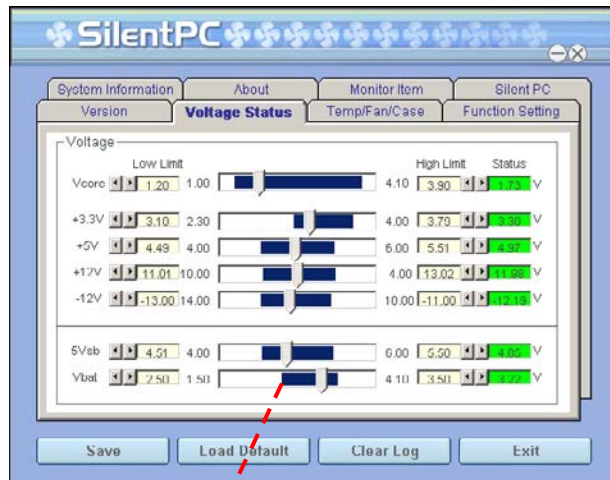 SilentPC
System Information About Monitor Item Silent PC
Version Voltage Status Temp/Fan/Case Function Setting
Voltage
Low Limit High Limit Status
Vcore 1.20 1.00 4.10 3.90 1.73 V
+3.3V 3.10 2.30 4.00 3.70 3.30 V
+5V 4.49 4.00 6.00 5.51 4.97 V
+12V 11.01 10.00 4.00 13.02 11.98 V
-12V -13.00 14.00 10.00 -11.00 -12.19 V
5Vsb 4.51 4.00 6.00 5.50 4.85 V
Vbat 2.50 1.50 4.10 3.50 3.22 V
Save Load Default Clear Log Exit